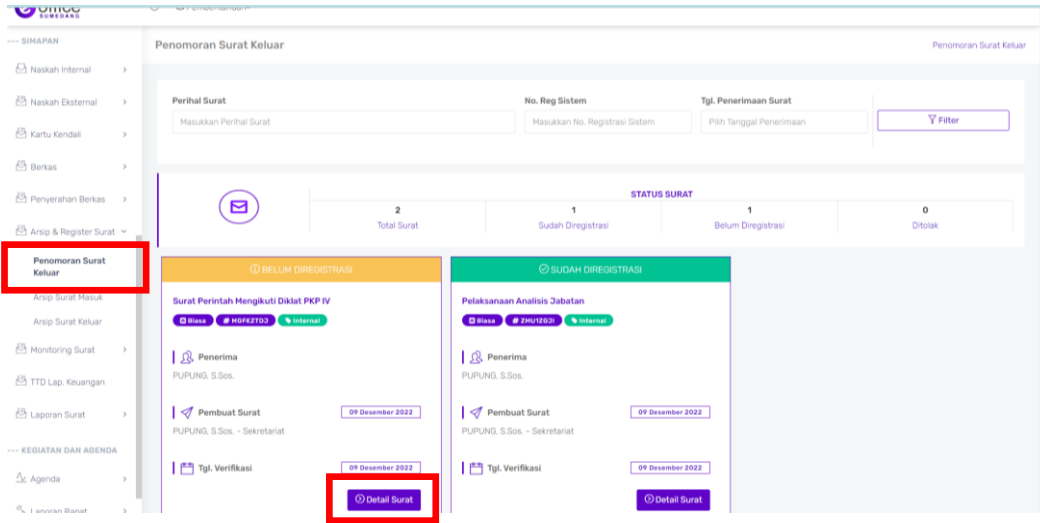 SUMEDANG
--- SIMAPAN
Naskah Internal
Naskah Eksternal
Kartu Kendali
Berkas
Penyerahan Berkas
Arsip & Register Surat
Penomoran Surat
Keluar
Arsip Surat Masuk
Arsip Surat Keluar
Monitoring Surat
TTD Lap. Keuangan
Laporan Surat
--- KEGIATAN DAN AGENDA
Agenda
Laporan Rapat
Penomoran Surat Keluar
Penomoran Surat Keluar
Perihal Surat
No. Reg Sistem
Tgl. Penerimaan Surat
Masukkan Perihal Surat
Masukkan No. Registrasi Sistem
Pilih Tanggal Penerimaan
Filter
STATUS SURAT
2
1
1
0
Total Surat
Sudah Diregistrasi
Belum Diregistrasi
Ditolak
BELUM DIREGISTRASI
Surat Perintah Mengikuti Diklat PKP IV
Biasa
# MGFKZTDJ
Internal
Penerima
PUPUNG, S.Sos.
Pembuat Surat
09 Desember 2022
PUPUNG, S.Sos. - Sekretariat
Tgl. Verifikasi
09 Desember 2022
Detail Surat
SUDAH DIREGISTRASI
Pelaksanaan Analisis Jabatan
Biasa
# ZMU1ZGJI
Internal
Penerima
PUPUNG, S.Sos.
Pembuat Surat
09 Desember 2022
PUPUNG, S.Sos. - Sekretariat
Tgl. Verifikasi
09 Desember 2022
Detail Surat